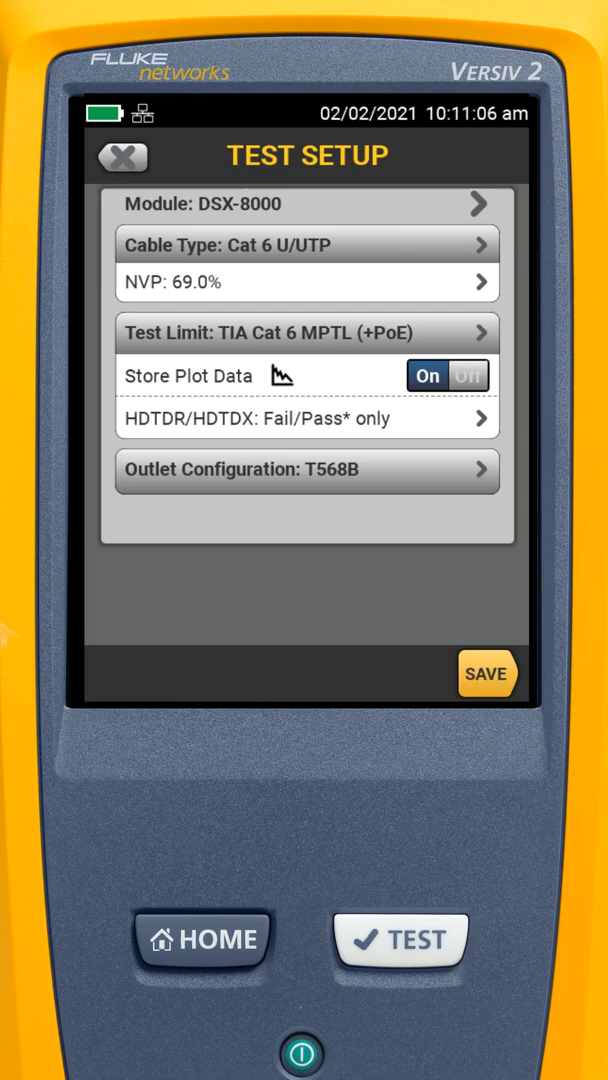 FLUKE
networks
VERSIV 2
02/02/2021 10:11:06 am
TEST SETUP
Module: DSX-8000
Cable Type: Cat 6 U/UTP
NVP: 69.0%
Test Limit: TIA Cat 6 MPTL (+PoE)
Store Plot Data On Off
HDTDR/HDTDX: Fail/Pass* only
Outlet Configuration: T568B
SAVE
HOME TEST